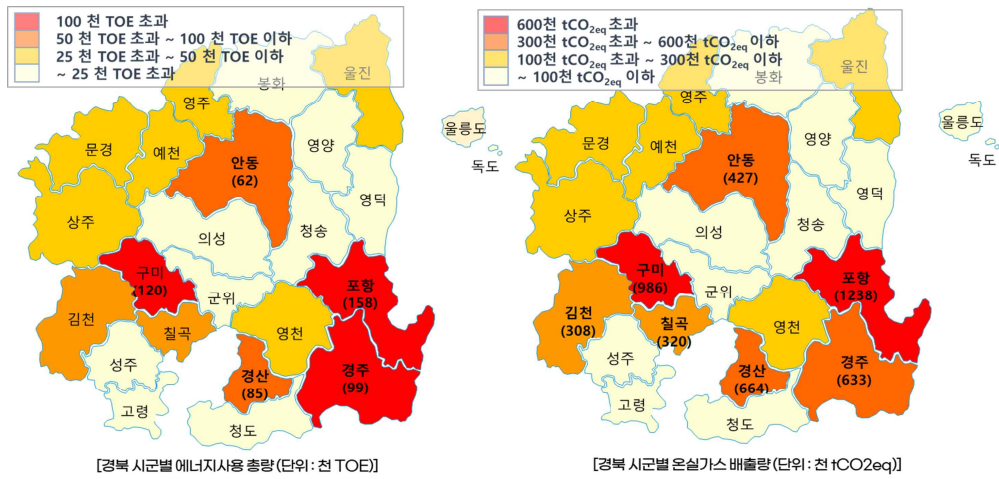 100 천 TOE 초과
50 천 TOE 초과 ~ 100 천 TOE 이하
25 천 TOE 초과 ~ 50 천 TOE 이하
~ 25 천 TOE 초과
울진
봉화
영주
울릉도
독도
문경
예천
안동
(62)
영양
영덕
상주
의성
청송
구미
(120)
포항
(158)
군위
김천
칠곡
영천
성주
경산
(85)
경주
(99)
고령
청도
[경북 시군별 에너지사용 총량 (단위 : 천 TOE)]
600천 tCO2eq 초과
300천 tCO2eq 초과 ~ 600천 tCO2eq 이하
100천 tCO2eq 초과 ~ 300천 tCO2eq 이하
~ 100천 tCO2eq 이하
울진
봉화
영주
울릉도
독도
문경
예천
안동
(427)
영양
영덕
상주
의성
청송
구미
(986)
포항
(1238)
군위
김천
(308)
칠곡
(320)
영천
성주
경산
(664)
경주
(633)
고령
청도
[경북 시군별 온실가스 배출량 (단위 : 천 tCO2eq)]